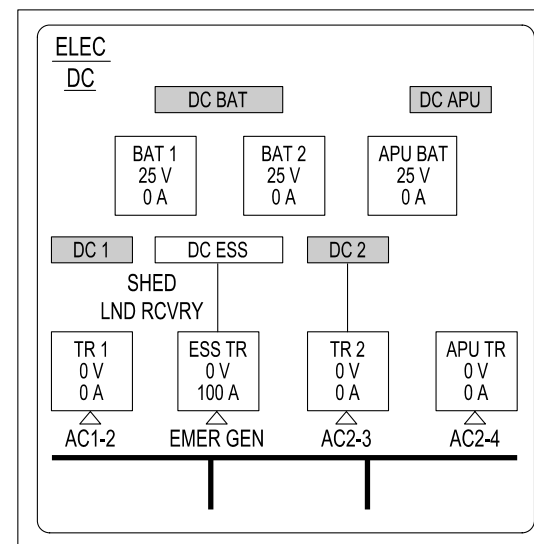 ELEC
DC
DC BAT DC APU
BAT 1 BAT 2 APU BAT
25 V 25 V 25 V
0 A 0 A 0 A
DC 1 DC ESS DC 2
SHED
LND RCVRY
TR 1 ESS TR TR 2 APU TR
0 V 0 V 0 V 0 V
0 A 100 A 0 A 0 A
AC1-2 EMER GEN AC2-3 AC2-4